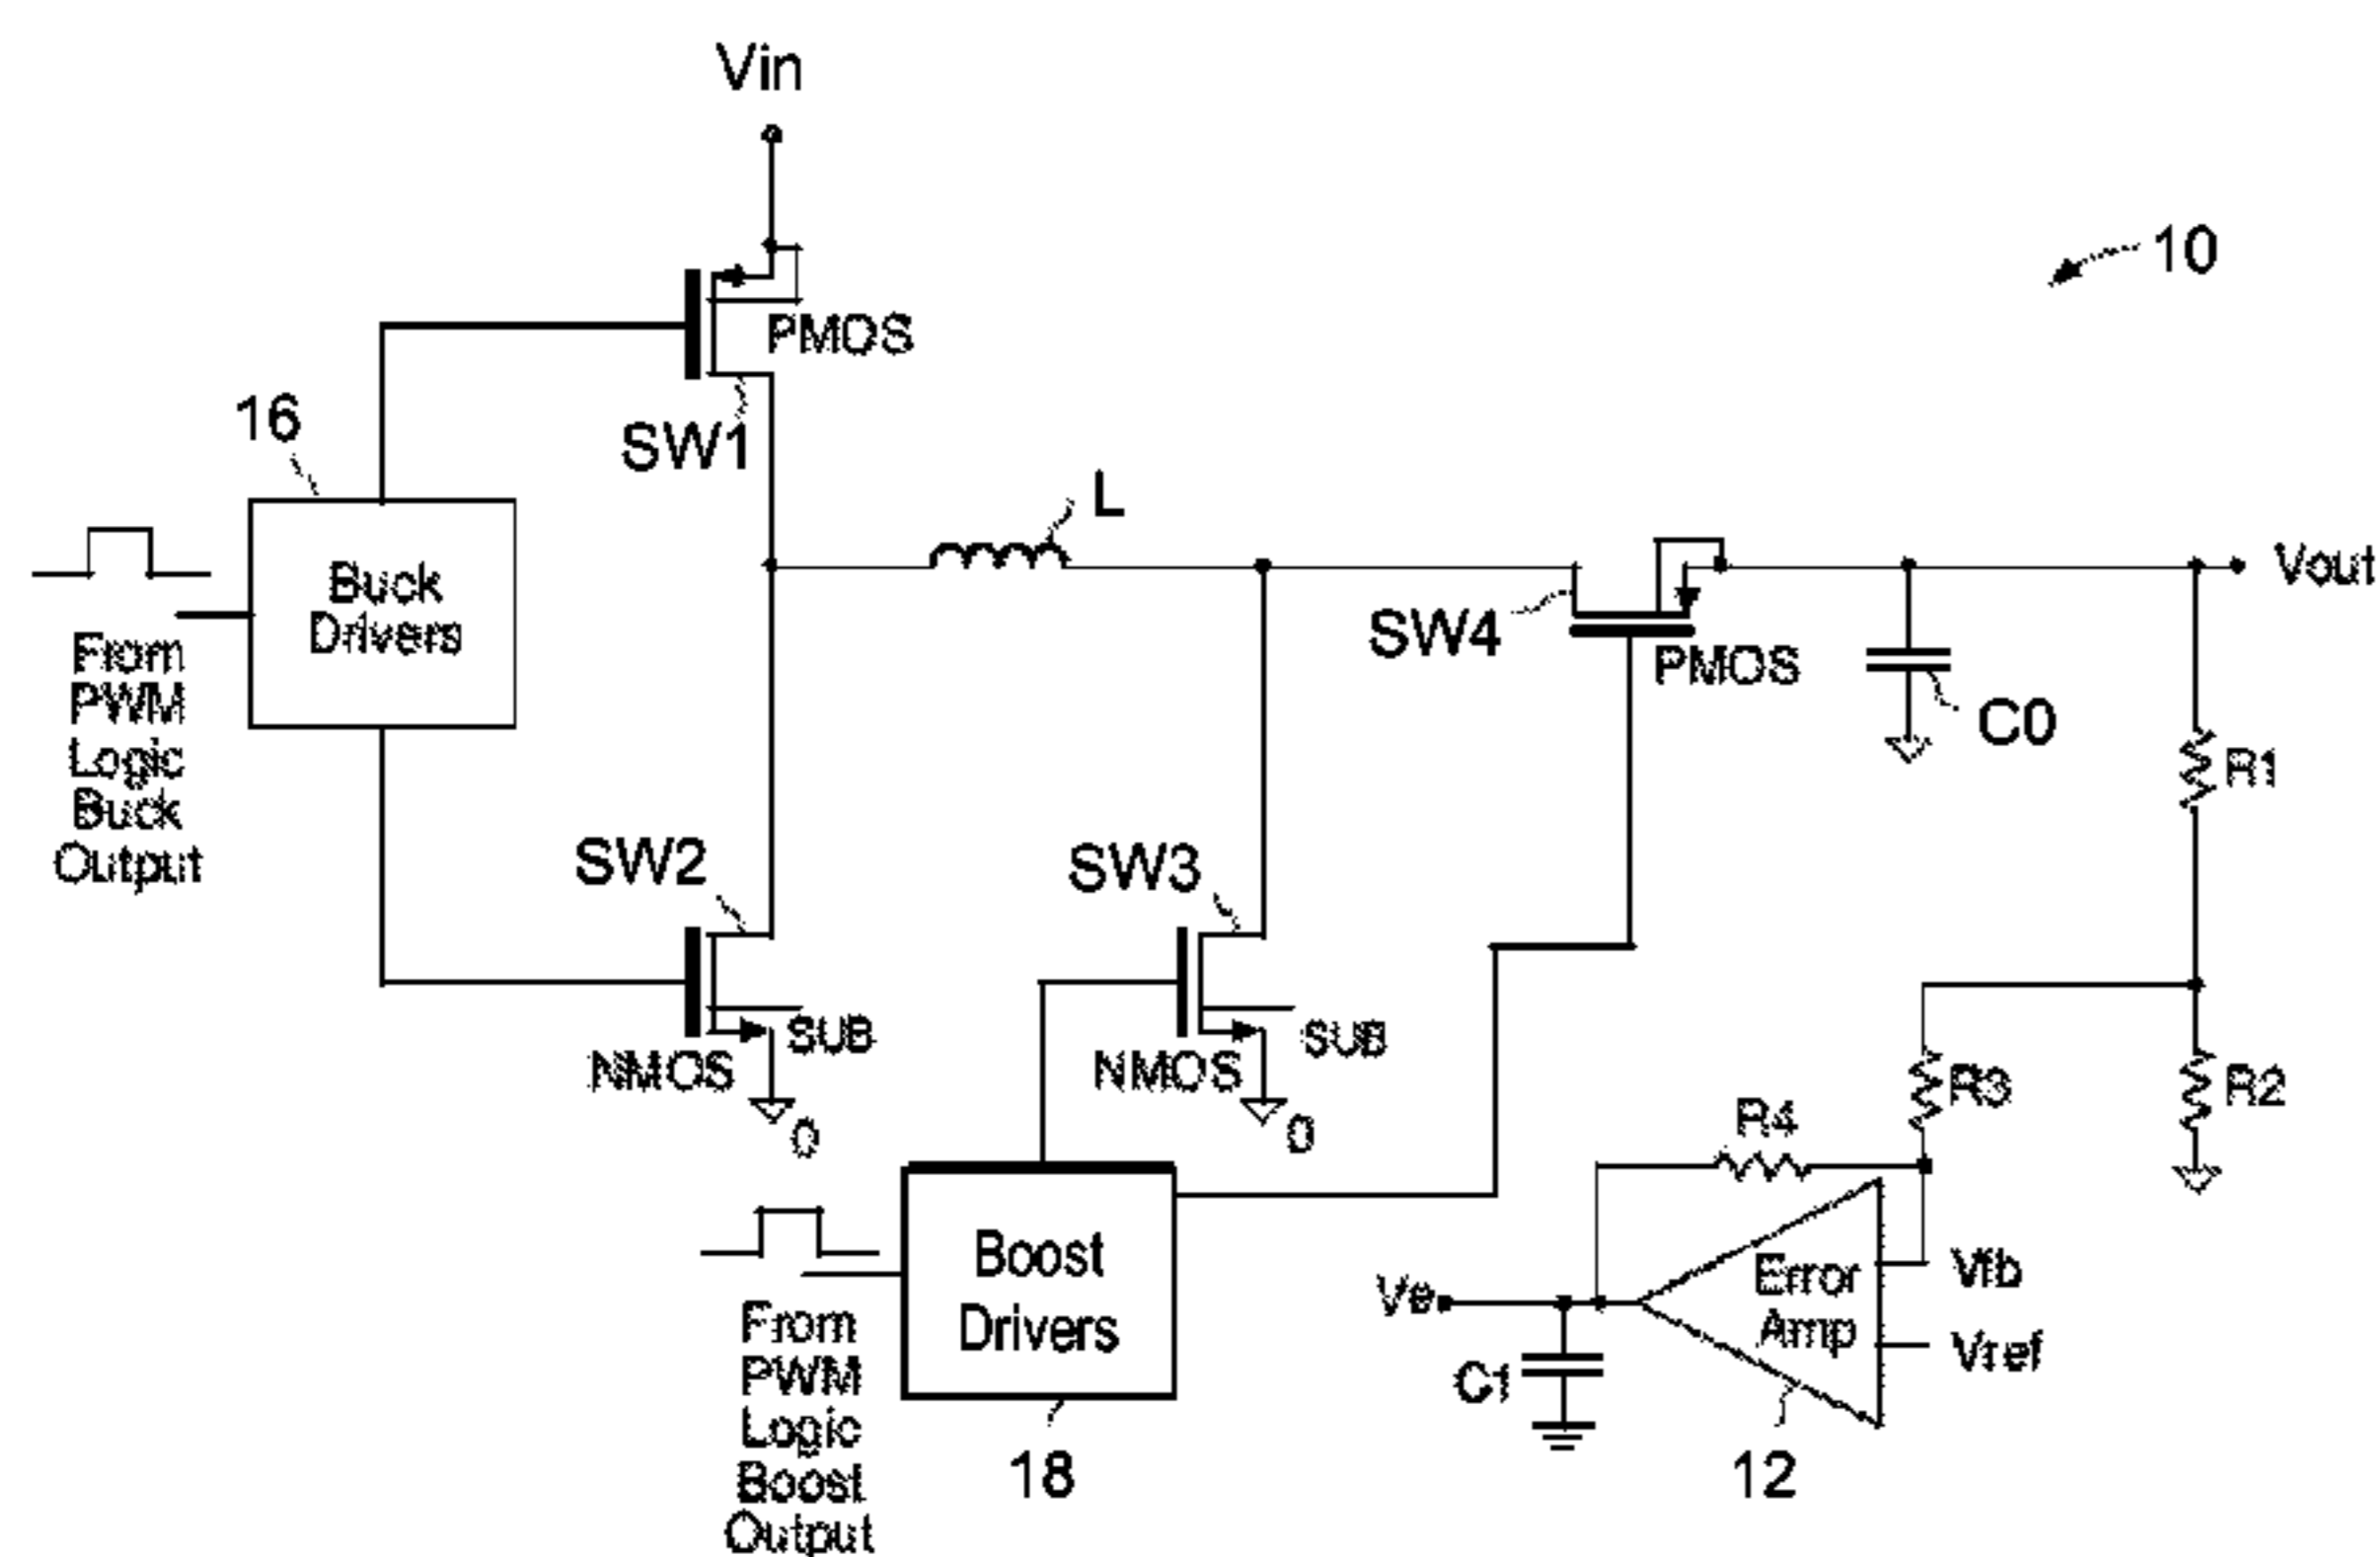 Vin
10
PMOS
16
SW1
L
Buck
Drivers
Vout
SW4
PMOS
From
PWM
Logic
Buck
Output
C0
R1
SW2
SW3
SUB
NMOS
SUB
NMOS
R3
R2
R4
0
0
Boost
Drivers
Error
Amp
Vfb
Vref
Ve
C1
From
PWM
Logic
Boost
Output
18
12